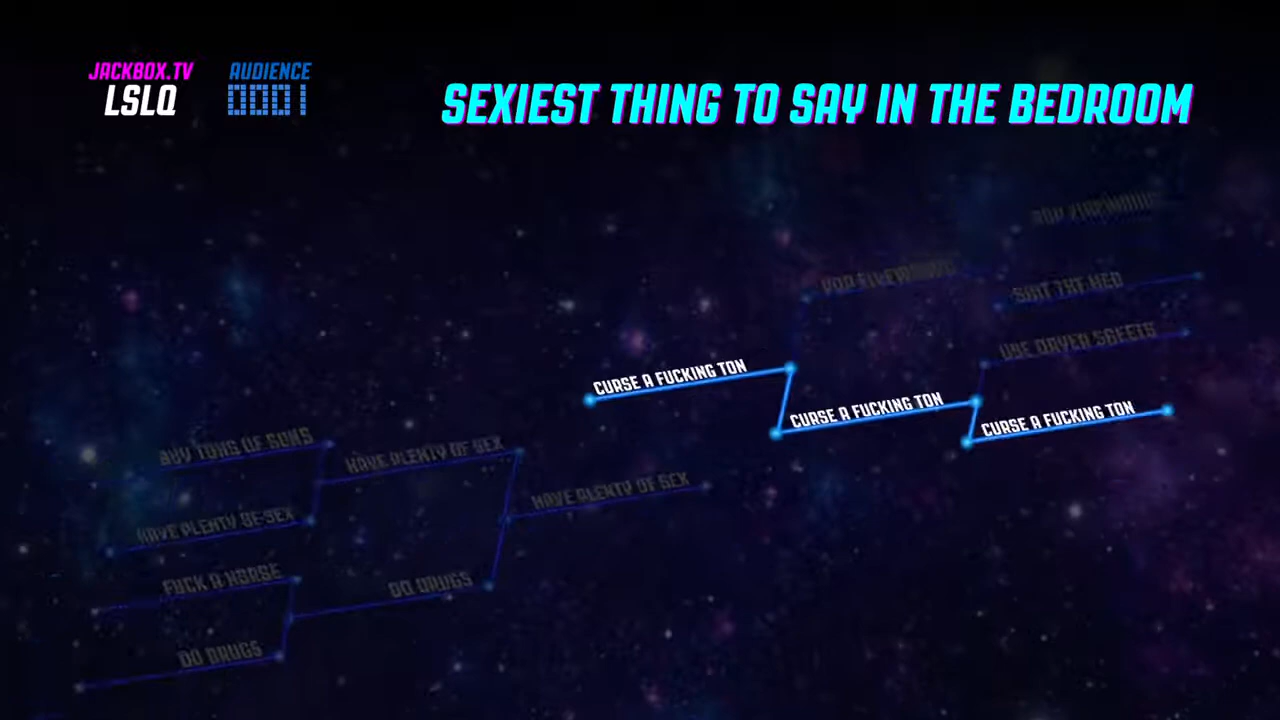 JACKBOX.TV
LSLQ
AUDIENCE
0001
SEXIEST THING TO SAY IN THE BEDROOM
SHIT THE BED
USE DRYER SHEETS
CURSE A FUCKING TON
CURSE A FUCKING TON
CURSE A FUCKING TON
BUY TONS OF GUNS
HAVE PLENTY OF SEX
HAVE PLENTY OF SEX
HAVE PLENTY OF SEX
FUCK A HORSE
DO DRUGS
DO DRUGS